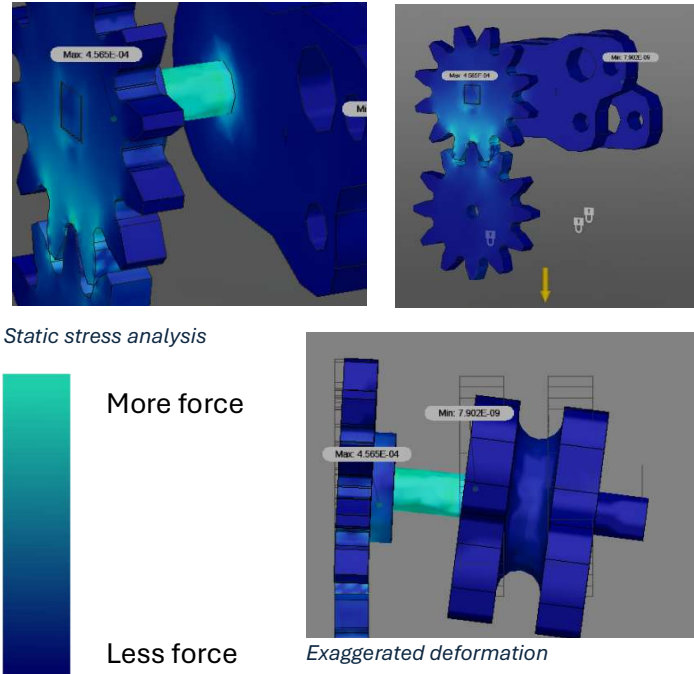 Max: 4.565E-04
Mi
Max: 4.565E-04
Min: 7.902E-09
Static stress analysis
More force
Less force
Min: 7.902E-09
Max: 4.565E-04
Exaggerated deformation